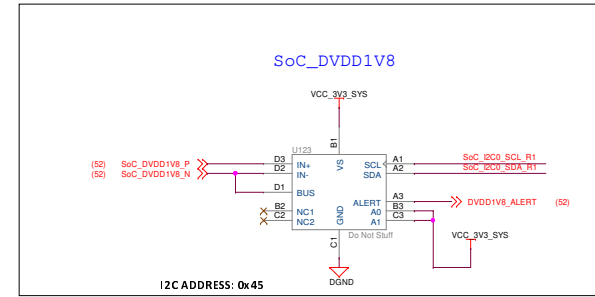 SoC_DVDD1V8
VCC_3V3_SYS
B1
U123
(52) SoC_DVDD1V8_P D3 IN+ VS SCL A1 SoC_I2C0_SCL_R1
(52) SoC_DVDD1V8_N D2 IN- SDA A2 SoC_I2C0_SDA_R1
D1 BUS
ALERT A3 DVDD1V8_ALERT (52)
B2 NC1 GND A0 B3
C2 NC2 A1 C3
Do Not Stuff
VCC_3V3_SYS
C1
DGND
I2C ADDRESS: 0x45